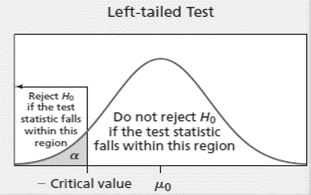 Left-tailed Test
Reject H₀
if the test
statistic falls
within this
region
α
Do not reject H₀
if the test statistic
falls within this region
– Critical value
μ₀